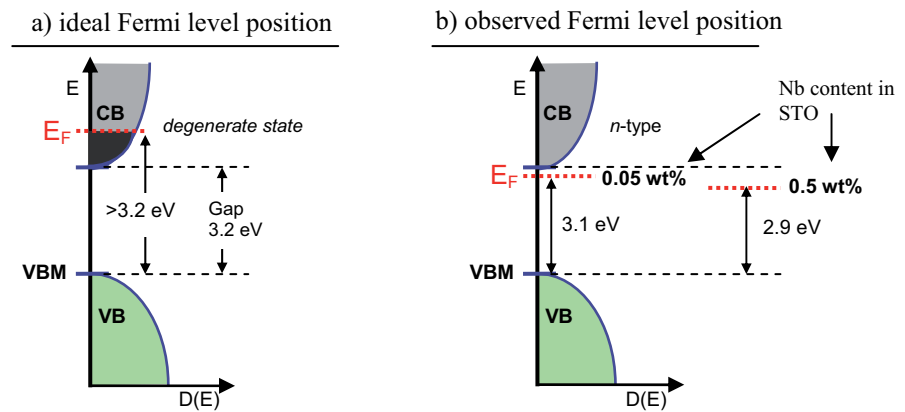 a) ideal Fermi level position
E
CB
E_F
degenerate state
>3.2 eV
Gap
3.2 eV
VBM
VB
D(E)
b) observed Fermi level position
E
CB
n-type
Nb content in
STO
E_F
0.05 wt%
0.5 wt%
3.1 eV
2.9 eV
VBM
VB
D(E)